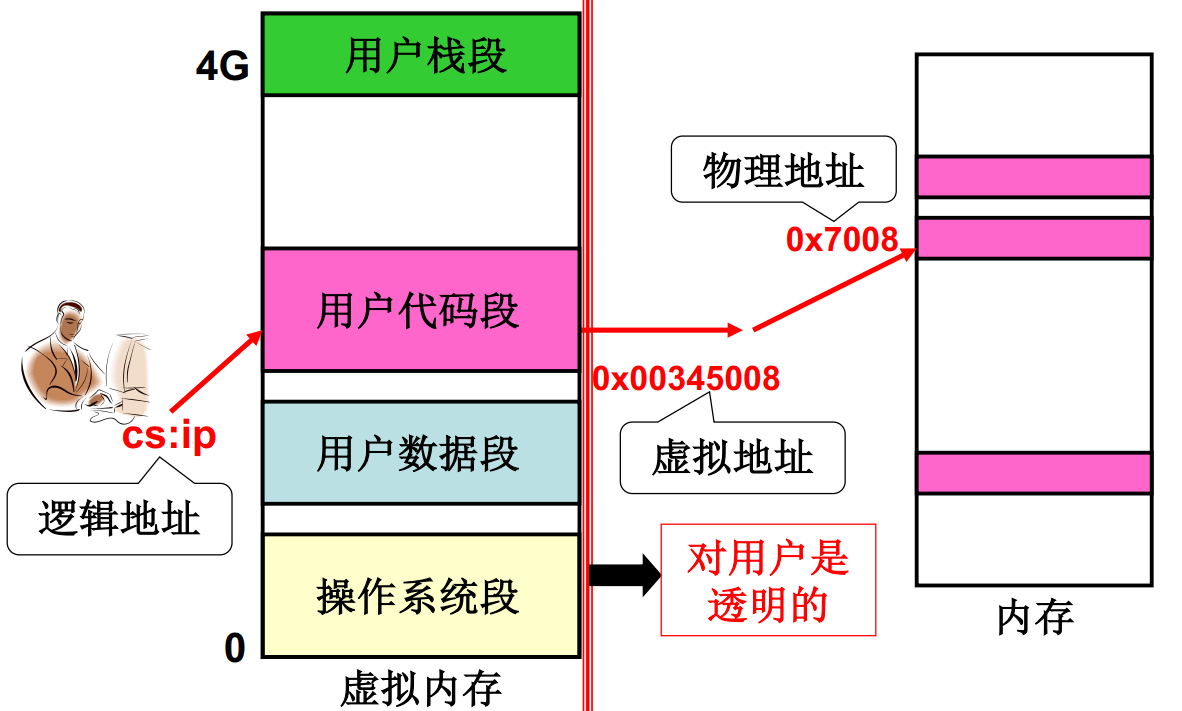 4G
用户栈段
用户代码段
用户数据段
操作系统段
0
虚拟内存
cs:ip
逻辑地址
物理地址
0x7008
0x00345008
虚拟地址
对用户是
透明的
内存